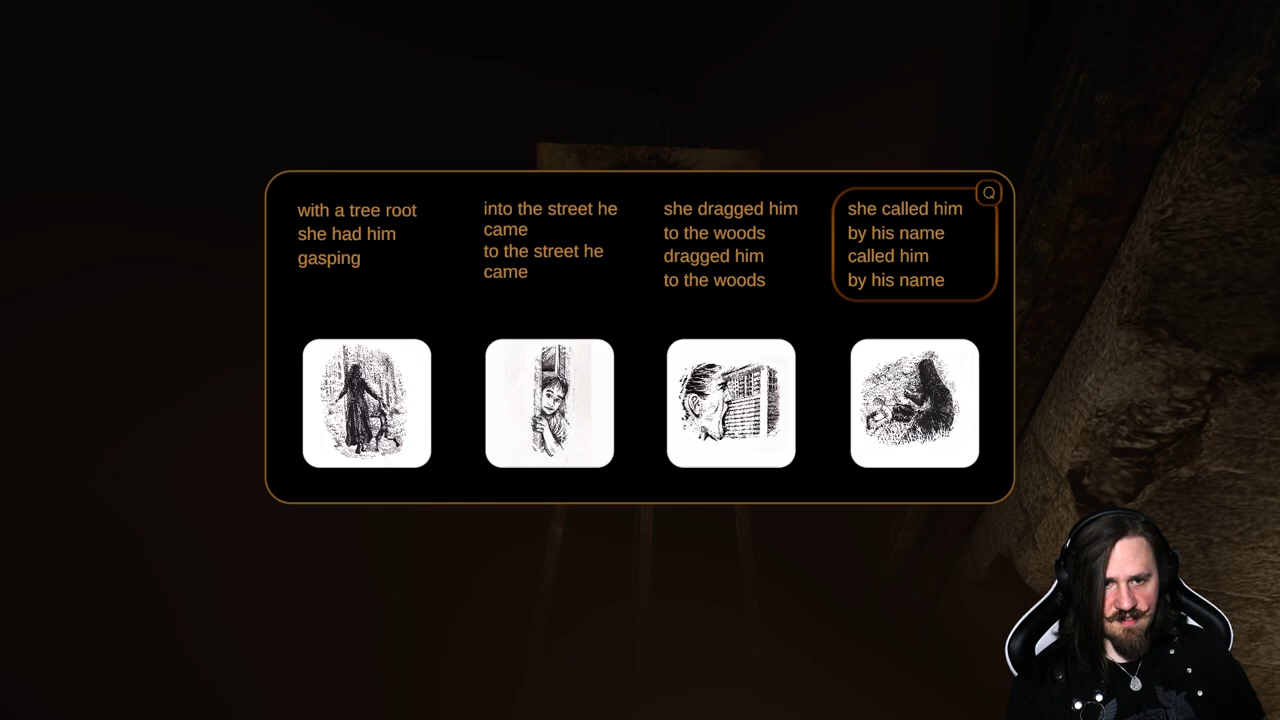 with a tree root
she had him
gasping
into the street he
came
to the street he
came
she dragged him
to the woods
dragged him
to the woods
she called him
by his name
called him
by his name
Q